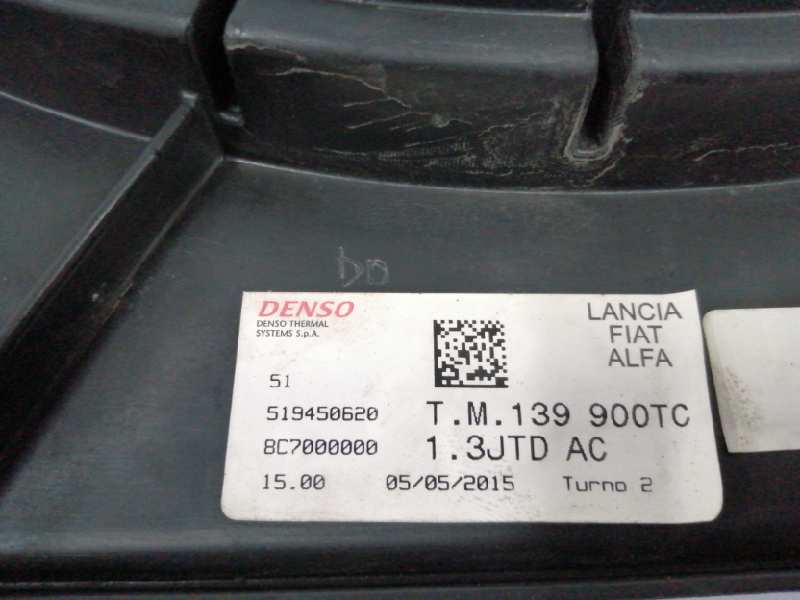 DENSO
DENSO THERMAL
SYSTEMS S.p.A.
LANCIA
FIAT
ALFA
51
519450620 T.M.139 900TC
8C7000000 1.3JTD AC
15.00 05/05/2015 Turno 2